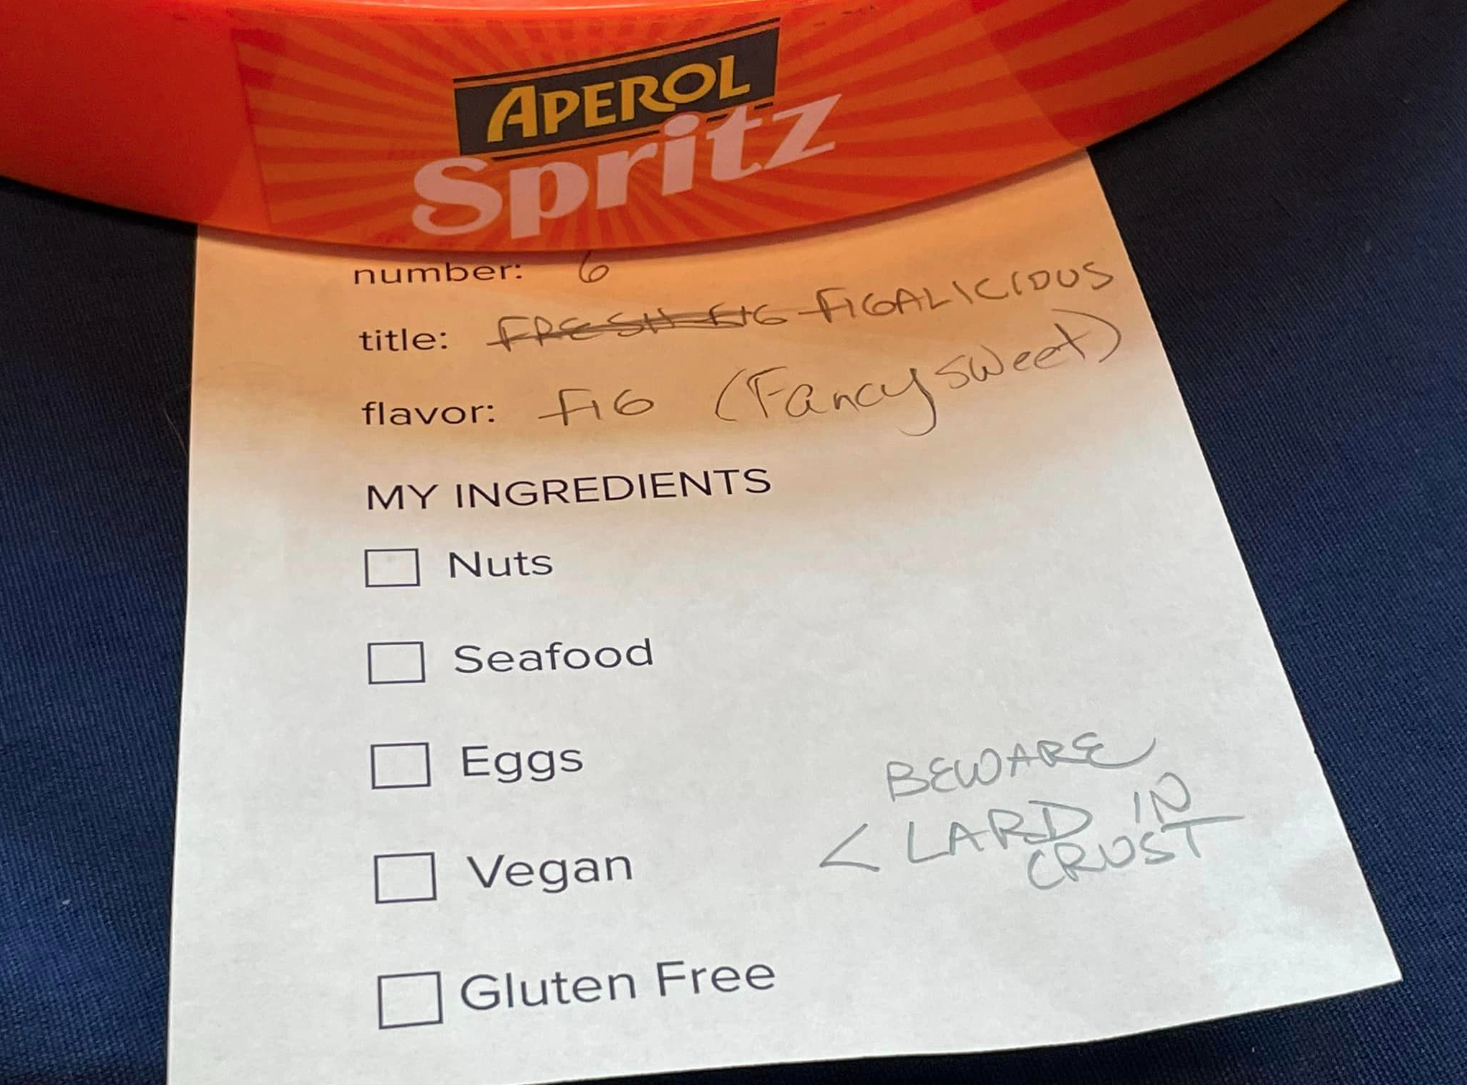 APEROL
Spritz
number: 6
title: FRESH FIG FIGALICIOUS
flavor: FIG (Fancy sweet)
MY INGREDIENTS
Nuts
Seafood
Eggs
BEWARE
Vegan < LARD IN
CRUST
Gluten Free